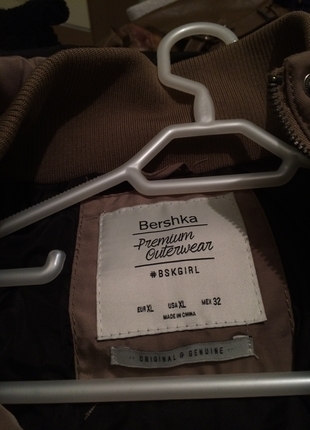 Bershka
Premium
Outerwear
#BSKGIRL
EUR XL USA XL MEX 32
MADE IN CHINA
ORIGINAL @ GENUINE